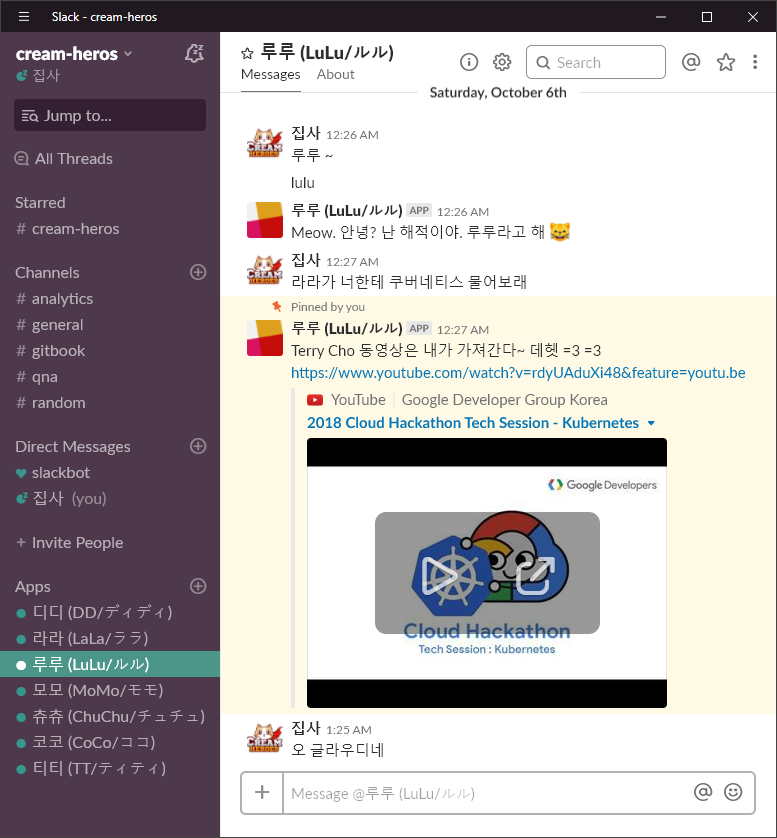 Slack - cream-heros
cream-heros
집사
Jump to...
All Threads
Starred
# cream-heros
Channels
# analytics
# general
# gitbook
# qna
# random
Direct Messages
slackbot
집사 (you)
+ Invite People
Apps
디디 (DD/ディディ)
라라 (LaLa/ララ)
루루 (LuLu/ルル)
모모 (MoMo/モモ)
츄츄 (ChuChu/チュチュ)
코코 (CoCo/ココ)
티티 (TT/ティティ)
루루 (LuLu/ルル)
Messages About
Search
Saturday, October 6th
CREAM HEROES
집사 12:26 AM
루루 ~
lulu
루루 (LuLu/ルル) APP 12:26 AM
Meow. 안녕? 난 해적이야. 루루라고 해 😸
CREAM HEROES
집사 12:27 AM
라라가 너한테 쿠버네티스 물어보래
Pinned by you
루루 (LuLu/ルル) APP 12:27 AM
Terry Cho 동영상은 내가 가져간다~ 데헷 =3 =3
https://www.youtube.com/watch?v=rdyUAduXi48&feature=youtu.be
YouTube | Google Developer Group Korea
2018 Cloud Hackathon Tech Session - Kubernetes
Google Developers
Cloud Hackathon
Tech Session : Kubernetes
CREAM HEROES
집사 1:25 AM
오 글라우디네
Message @루루 (LuLu/ルル)